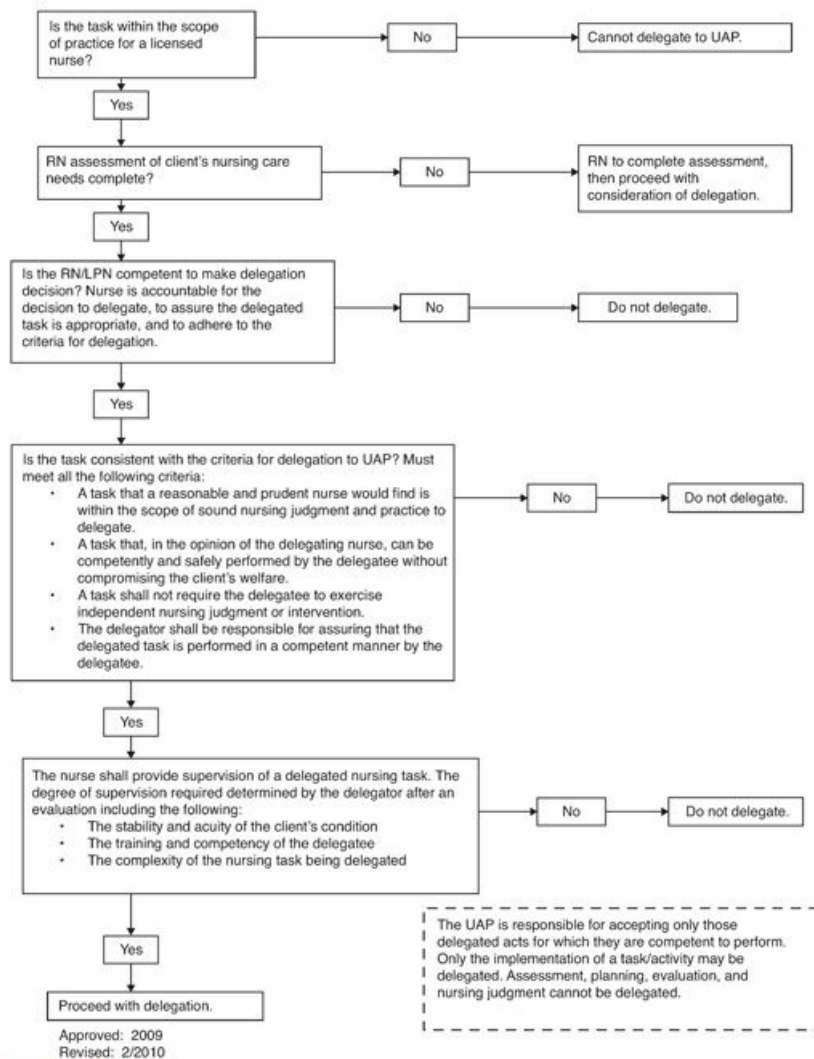 Is the task within the scope
of practice for a licensed
nurse?
No
Cannot delegate to UAP.
Yes
RN assessment of client's nursing care
needs complete?
No
RN to complete assessment,
then proceed with
consideration of delegation.
Yes
Is the RN/LPN competent to make delegation
decision? Nurse is accountable for the
decision to delegate, to assure the delegated
task is appropriate, and to adhere to the
criteria for delegation.
No
Do not delegate.
Yes
Is the task consistent with the criteria for delegation to UAP? Must
meet all the following criteria:
• A task that a reasonable and prudent nurse would find is
within the scope of sound nursing judgment and practice to
delegate.
• A task that, in the opinion of the delegating nurse, can be
competently and safely performed by the delegatee without
compromising the client's welfare.
• A task shall not require the delegatee to exercise
independent nursing judgment or intervention.
• The delegator shall be responsible for assuring that the
delegated task is performed in a competent manner by the
delegatee.
No
Do not delegate.
Yes
The nurse shall provide supervision of a delegated nursing task. The
degree of supervision required determined by the delegator after an
evaluation including the following:
• The stability and acuity of the client's condition
• The training and competency of the delegatee
• The complexity of the nursing task being delegated
No
Do not delegate.
Yes
Proceed with delegation.
Approved: 2009
Revised: 2/2010
The UAP is responsible for accepting only those
delegated acts for which they are competent to perform.
Only the implementation of a task/activity may be
delegated. Assessment, planning, evaluation, and
nursing judgment cannot be delegated.